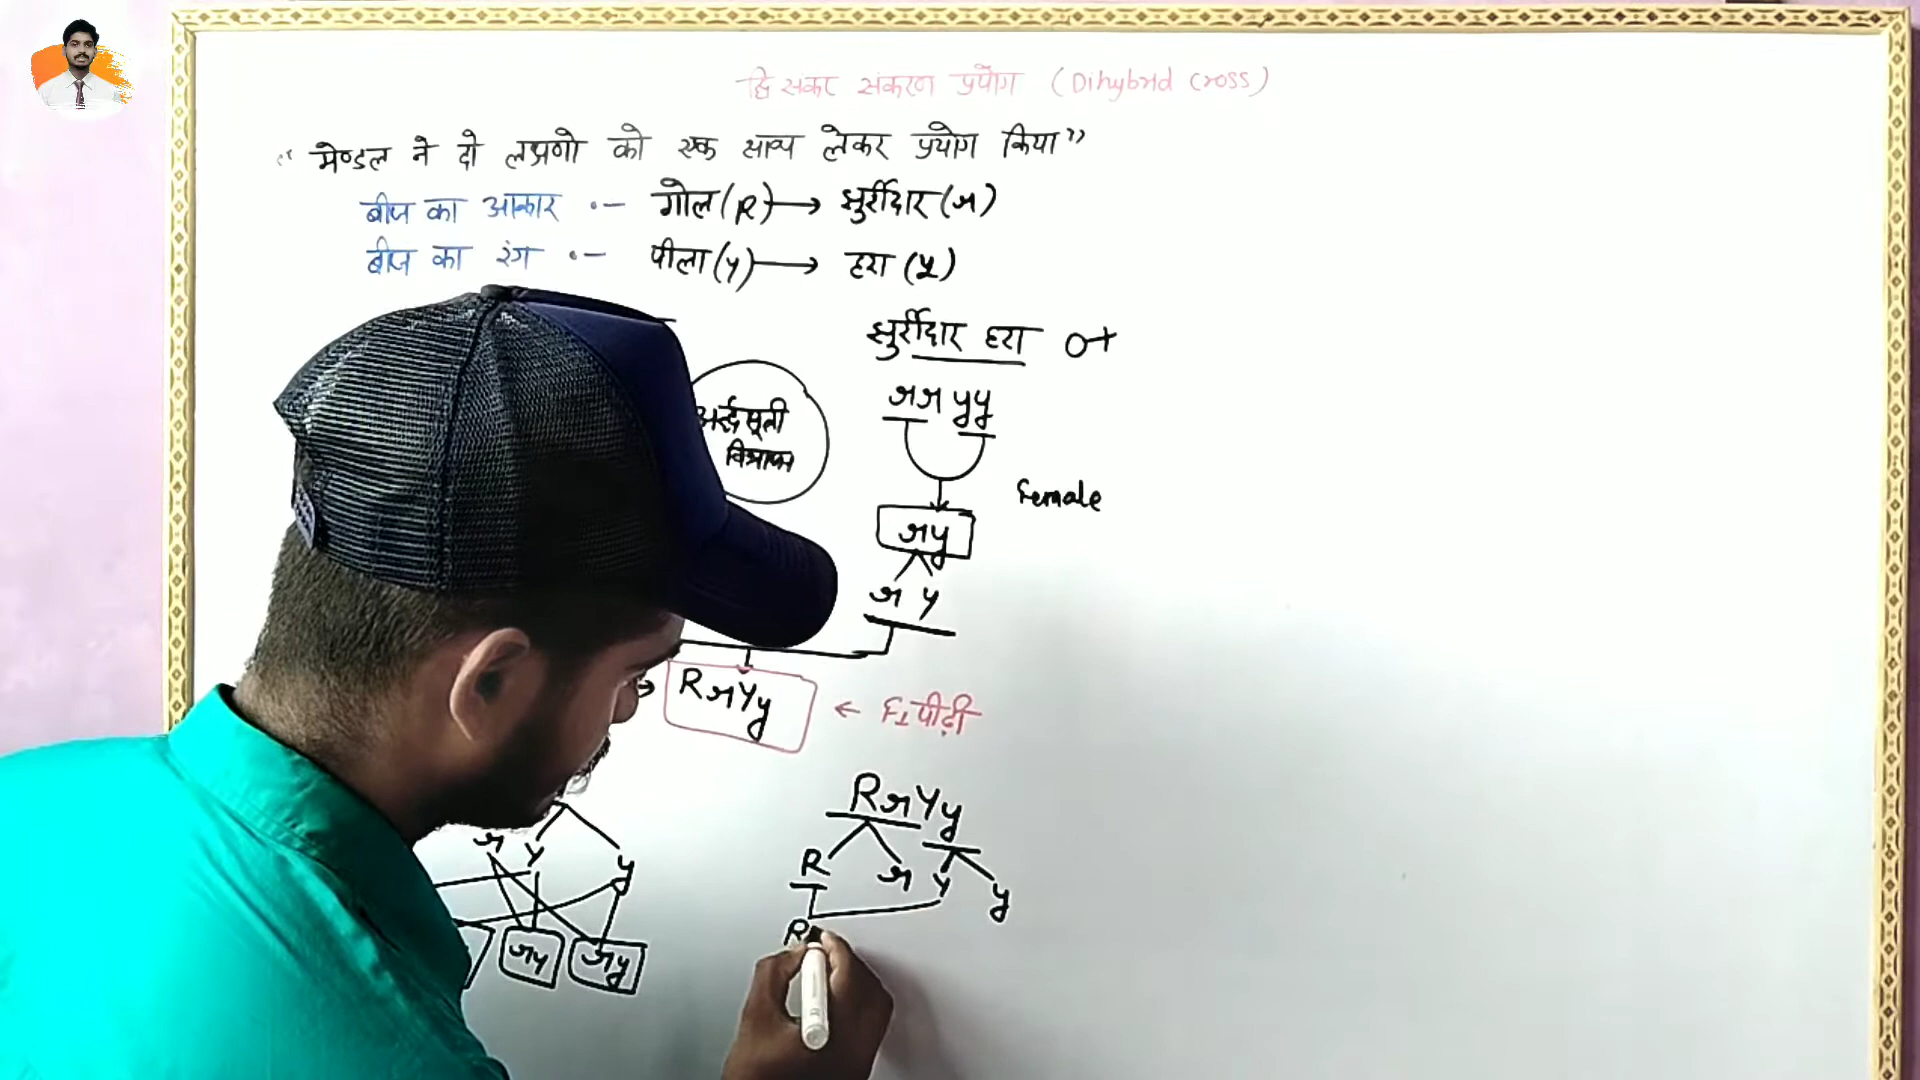 द्वि संकर संकरण प्रयोग (Dihybrid cross)
"मेण्डल ने दो लक्षणो को एक साथ लेकर प्रयोग किया"
बीज का आकार :- गोल (R) → झुर्रीदार (r)
बीज का रंग :- पीला (Y) → हरा (y)
झुर्रीदार हरा ♀
rr yy
अर्द्धसूत्री
विभाजन
Female
ry
r y
RrYy ← F1 पीढ़ी
RrYy
r Y y
R r Y y
rY ry
R